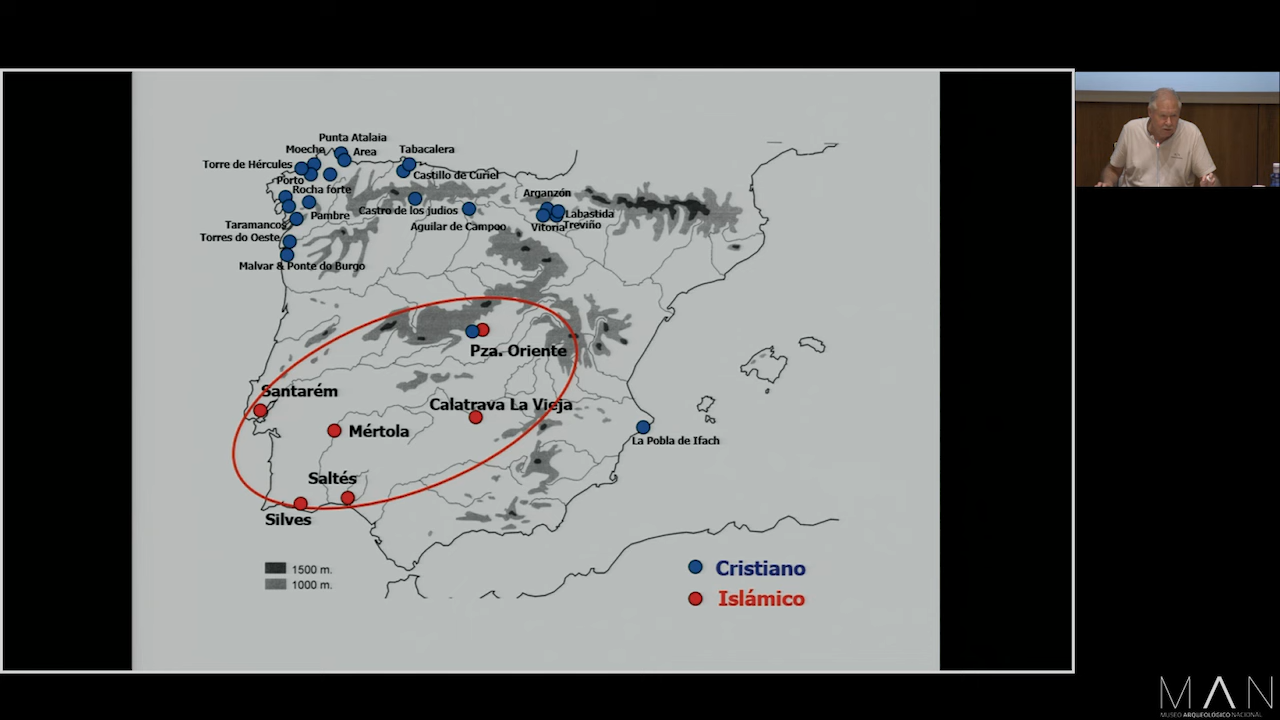 Punta Atalaia
Moeche
Area
Tabacalera
Torre de Hércules
Castillo de Curiel
Porto
Rocha forte
Arganzón
Castro de los judios
Labastida
Pambre
Taramancos
Aguilar de Campoo
Vitoria
Treviño
Torres do Oeste
Malvar & Ponte do Burgo
Pza. Oriente
Santarém
Calatrava La Vieja
Mértola
La Pobla de Ifach
Saltés
Silves
1500 m.
1000 m.
Cristiano
Islámico
MAN
MUSEO ARQUEOLÓGICO NACIONAL